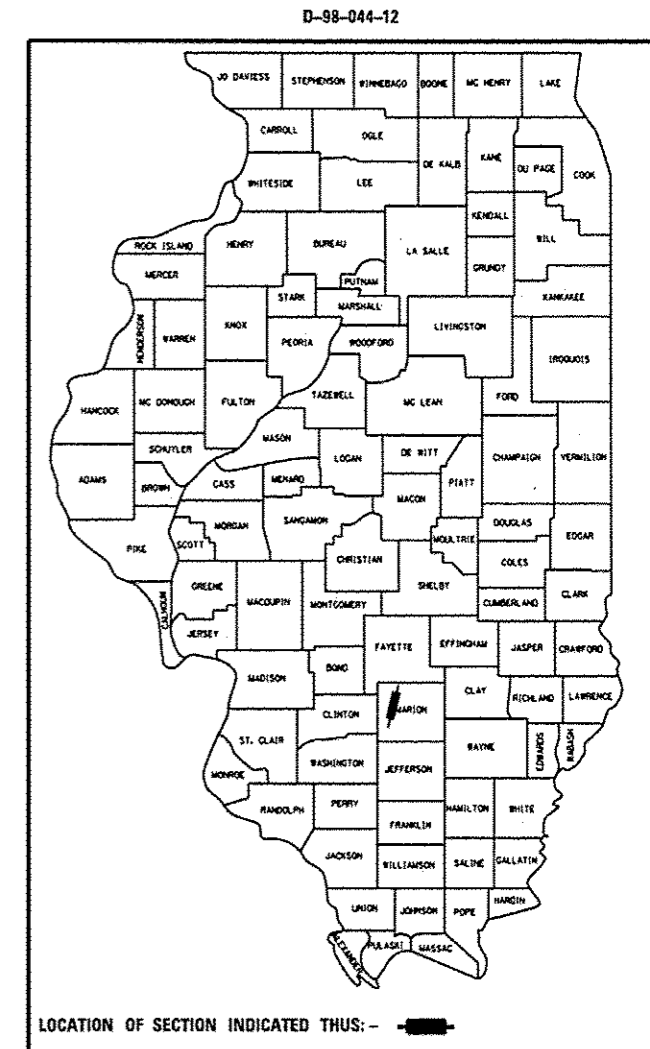 D-98-044-12
JO DAVIESS STEPHENSON WINNEBAGO BOONE MC HENRY LAKE
CARROLL OGLE DE KALB KANE DU PAGE COOK
WHITESIDE LEE
KENDALL WILL
ROCK ISLAND HENRY BUREAU LA SALLE GRUNDY
MERCER PUTNAM
STARK MARSHALL KANKAKEE
HENDERSON WARREN KNOX PEORIA WOODFORD LIVINGSTON IROQUOIS
TAZEWELL MC LEAN FORD
HANCOCK MC DONOUGH FULTON
MASON
SCHUYLER LOGAN DE WITT CHAMPAIGN VERMILION
ADAMS BROWN CASS MENARD MACON PIATT
SANGAMON DOUGLAS
PIKE SCOTT MORGAN CHRISTIAN MOULTRIE EDGAR
COLES
SHELBY
GREENE MACOUPIN MONTGOMERY CUMBERLAND CLARK
CALHOUN JERSEY
FAYETTE EFFINGHAM JASPER CRAWFORD
MADISON BOND
CLAY RICHLAND LAWRENCE
CLINTON MARION
ST. CLAIR WAYNE EDWARDS WABASH
WASHINGTON JEFFERSON
MONROE
RANDOLPH PERRY HAMILTON WHITE
FRANKLIN
JACKSON WILLIAMSON SALINE GALLATIN
UNION JOHNSON POPE HARDIN
ALEXANDER PULASKI MASSAC
LOCATION OF SECTION INDICATED THUS: -